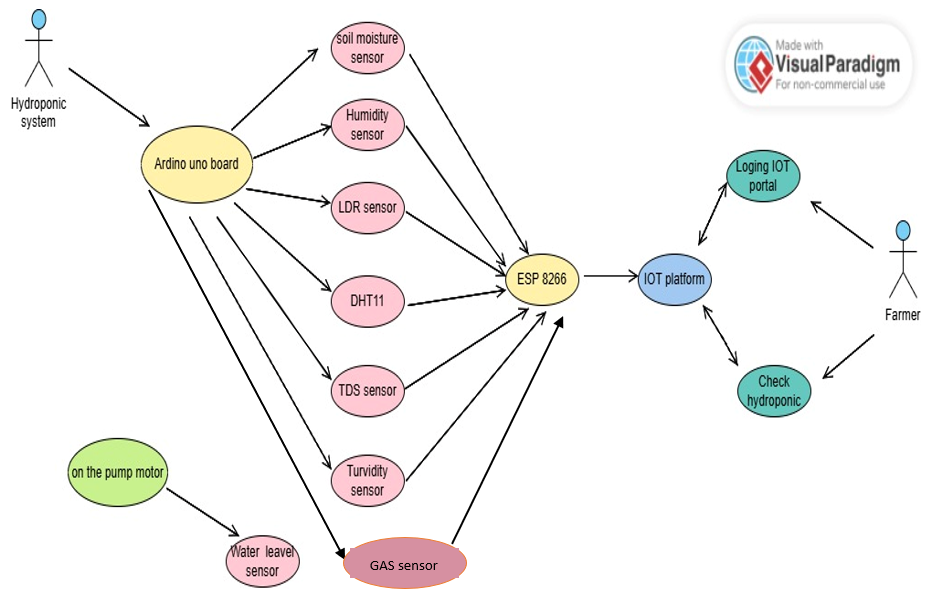 soil moisture
sensor
Made with
VisualParadigm
For non-commercial use
Hydroponic
system
Humidity
sensor
Ardino uno board
Loging IOT
portal
LDR sensor
ESP 8266
IOT platform
DHT11
Farmer
TDS sensor
Check
hydroponic
on the pump motor
Turvidity
sensor
Water leavel
sensor
GAS sensor